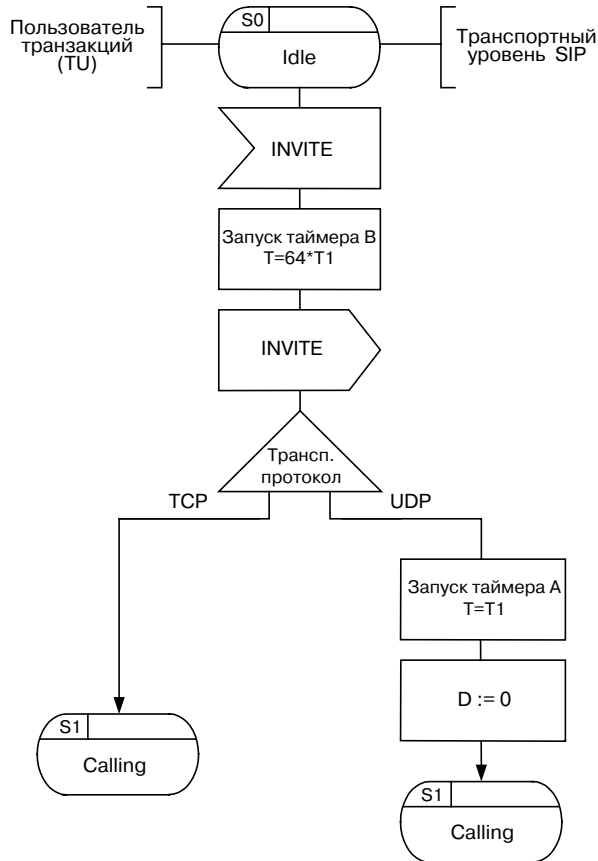 Пользователь
транзакций
(TU)
S0
Idle
Транспортный
уровень SIP
INVITE
Запуск таймера B
T=64*T1
INVITE
Трансп.
протокол
TCP
UDP
Запуск таймера A
T=T1
D := 0
S1
Calling
S1
Calling